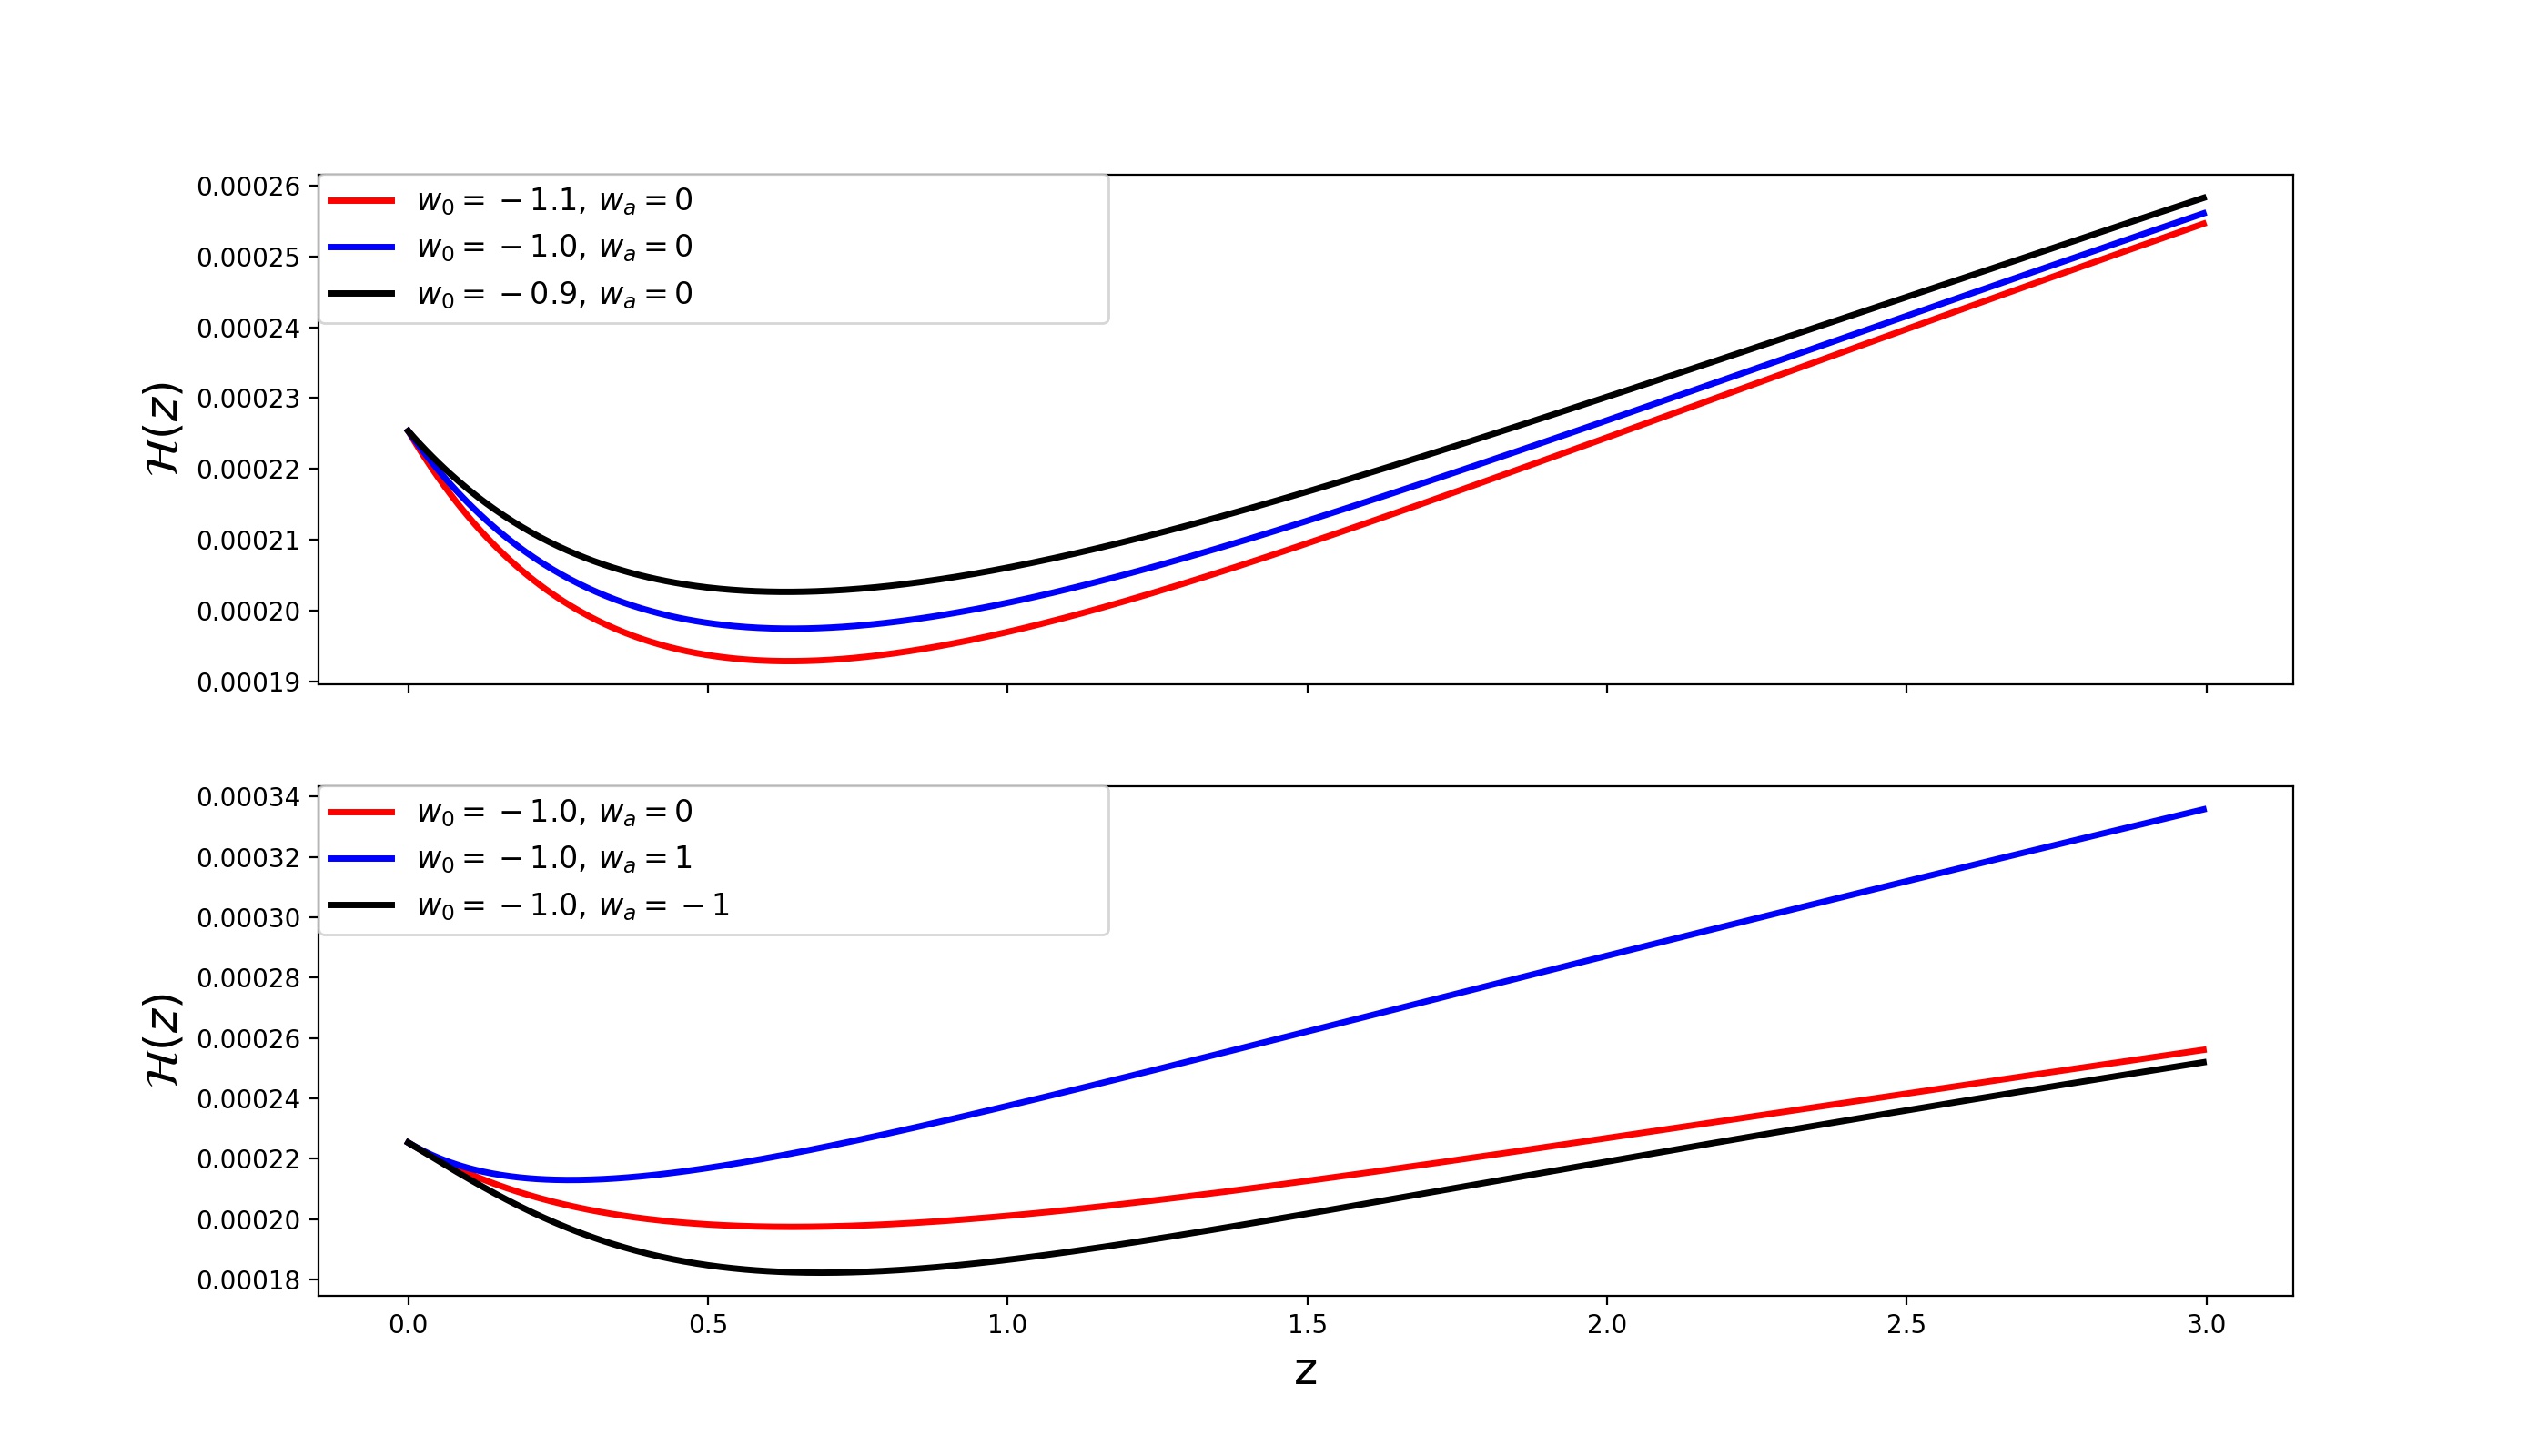 0.00026
0.00025
0.00024
0.00023
0.00022
0.00021
0.00020
0.00019
ℋ(z)
w₀ = −1.1, wₐ = 0
w₀ = −1.0, wₐ = 0
w₀ = −0.9, wₐ = 0
0.00034
0.00032
0.00030
0.00028
0.00026
0.00024
0.00022
0.00020
0.00018
ℋ(z)
w₀ = −1.0, wₐ = 0
w₀ = −1.0, wₐ = 1
w₀ = −1.0, wₐ = −1
0.0 0.5 1.0 1.5 2.0 2.5 3.0
z